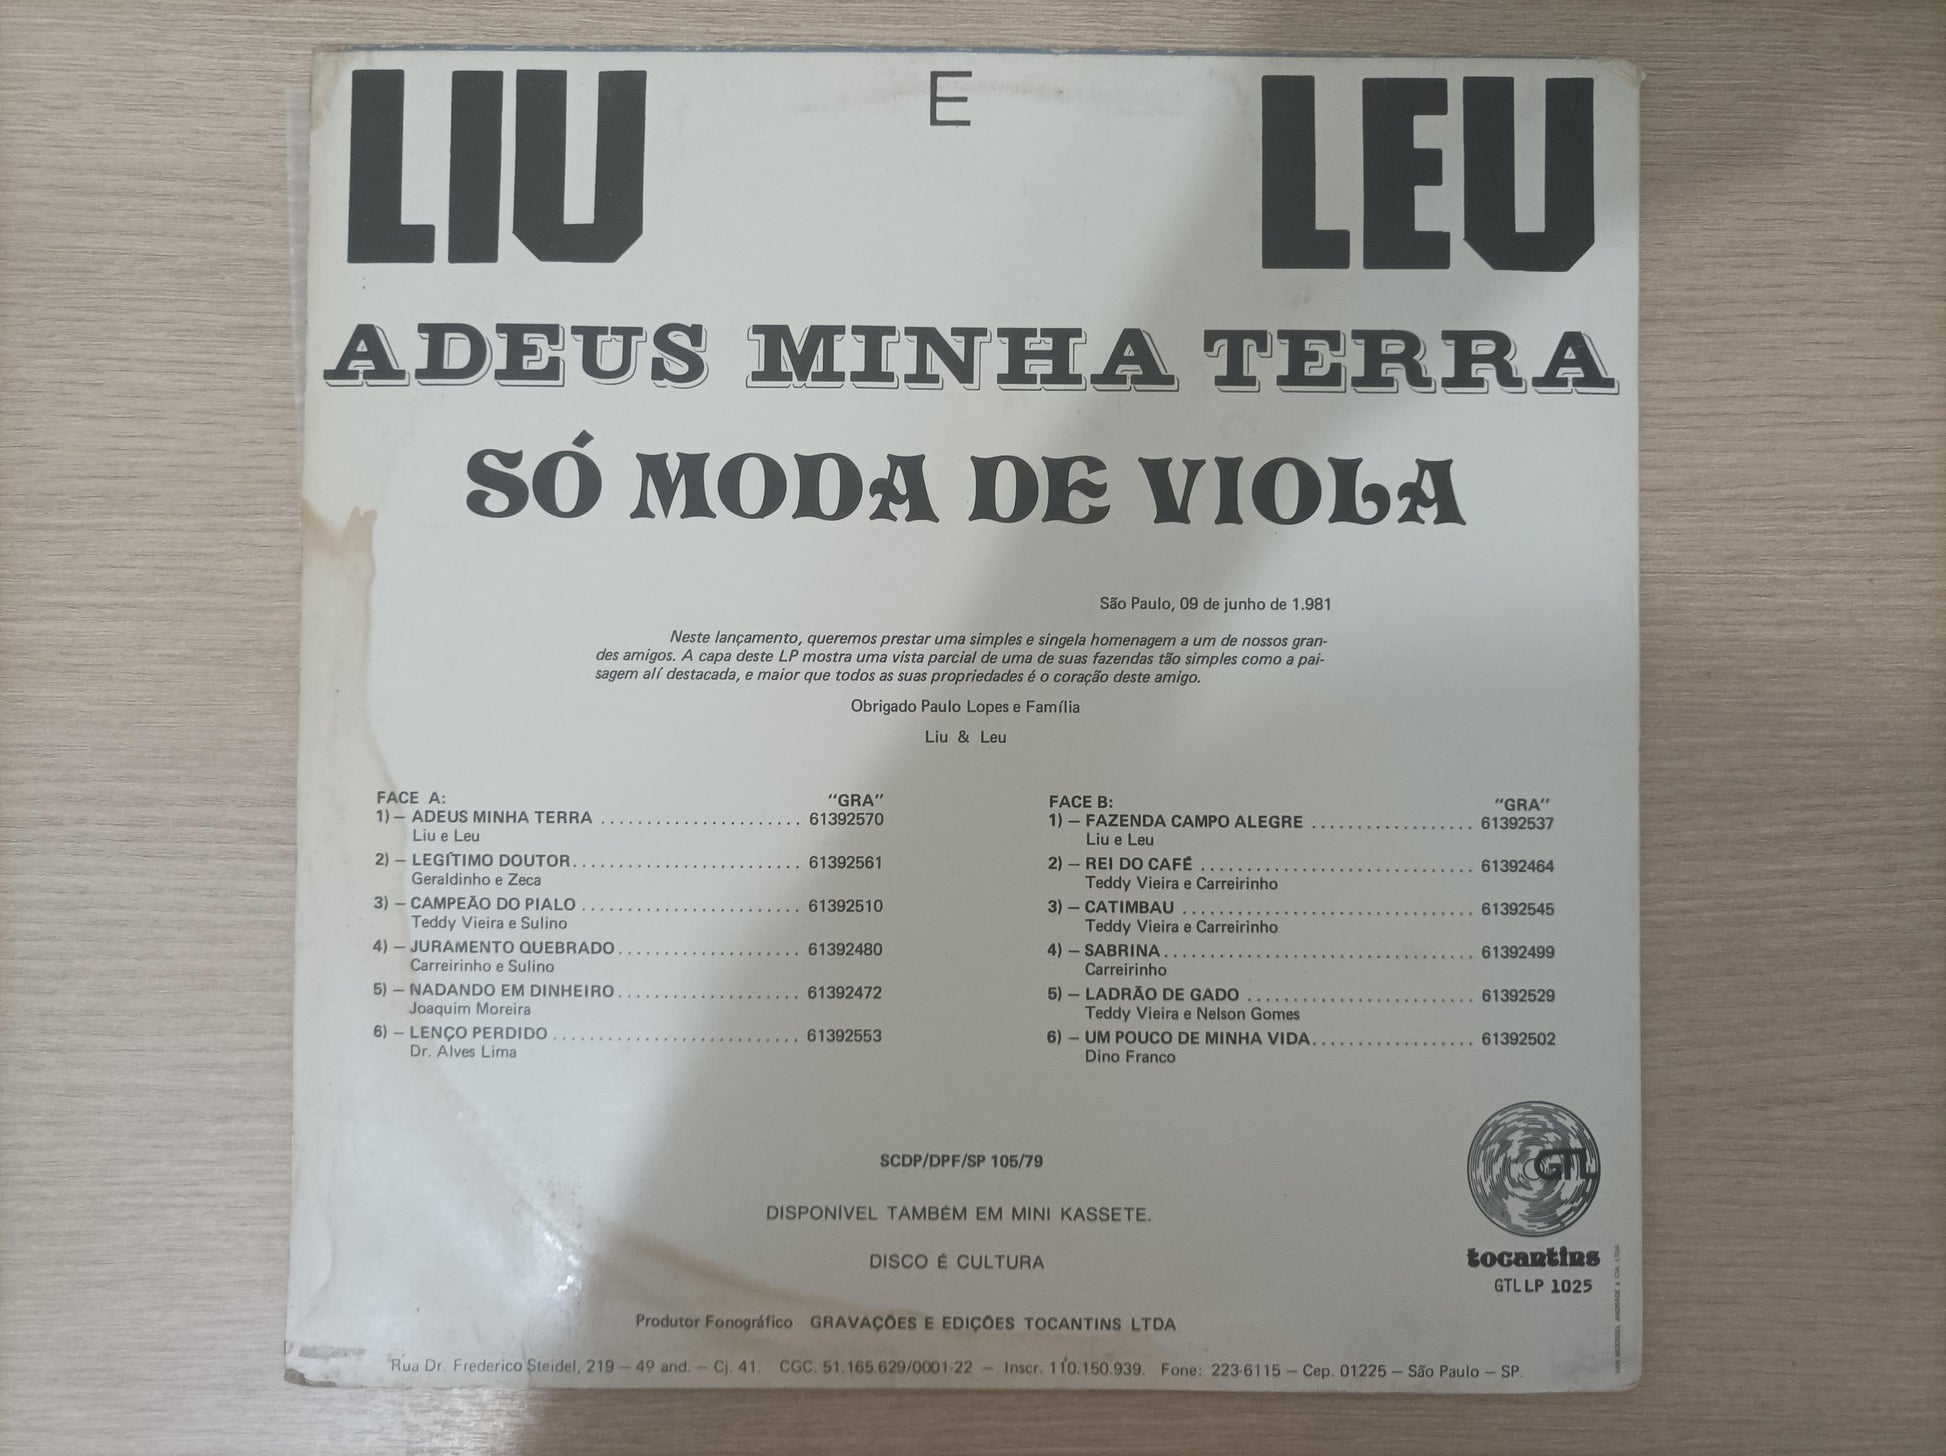 LIU E LEU
ADEUS MINHA TERRA
SÓ MODA DE VIOLA
São Paulo, 09 de junho de 1.981
Neste lançamento, queremos prestar uma simples e singela homenagem a um de nossos gran-
des amigos. A capa deste LP mostra uma vista parcial de uma de suas fazendas tão simples como a pai-
sagem alí destacada, e maior que todos as suas propriedades é o coração deste amigo.
Obrigado Paulo Lopes e Família
Liu & Leu
FACE A: "GRA"
1) — ADEUS MINHA TERRA ...................... 61392570
Liu e Leu
2) — LEGÍTIMO DOUTOR......................... 61392561
Geraldinho e Zeca
3) — CAMPEÃO DO PIALO ........................ 61392510
Teddy Vieira e Sulino
4) — JURAMENTO QUEBRADO.................... 61392480
Carreirinho e Sulino
5) — NADANDO EM DINHEIRO.................... 61392472
Joaquim Moreira
6) — LENÇO PERDIDO ........................... 61392553
Dr. Alves Lima
FACE B: "GRA"
1) — FAZENDA CAMPO ALEGRE .................. 61392537
Liu e Leu
2) — REI DO CAFÉ .............................. 61392464
Teddy Vieira e Carreirinho
3) — CATIMBAU ................................ 61392545
Teddy Vieira e Carreirinho
4) — SABRINA.................................. 61392499
Carreirinho
5) — LADRÃO DE GADO ......................... 61392529
Teddy Vieira e Nelson Gomes
6) — UM POUCO DE MINHA VIDA.................. 61392502
Dino Franco
SCDP/DPF/SP 105/79
DISPONÍVEL TAMBÉM EM MINI KASSETE.
DISCO É CULTURA
GTL
tocantins
GTL LP 1025
VAN MOORSEL ANDRADE & CIA. LTDA
Produtor Fonográfico GRAVAÇÕES E EDIÇÕES TOCANTINS LTDA
Rua Dr. Frederico Steidel, 219 — 4º and. — Cj. 41. CGC. 51.165.629/0001-22 — Inscr. 110.150.939. Fone: 223-6115 — Cep. 01225 — São Paulo — SP.